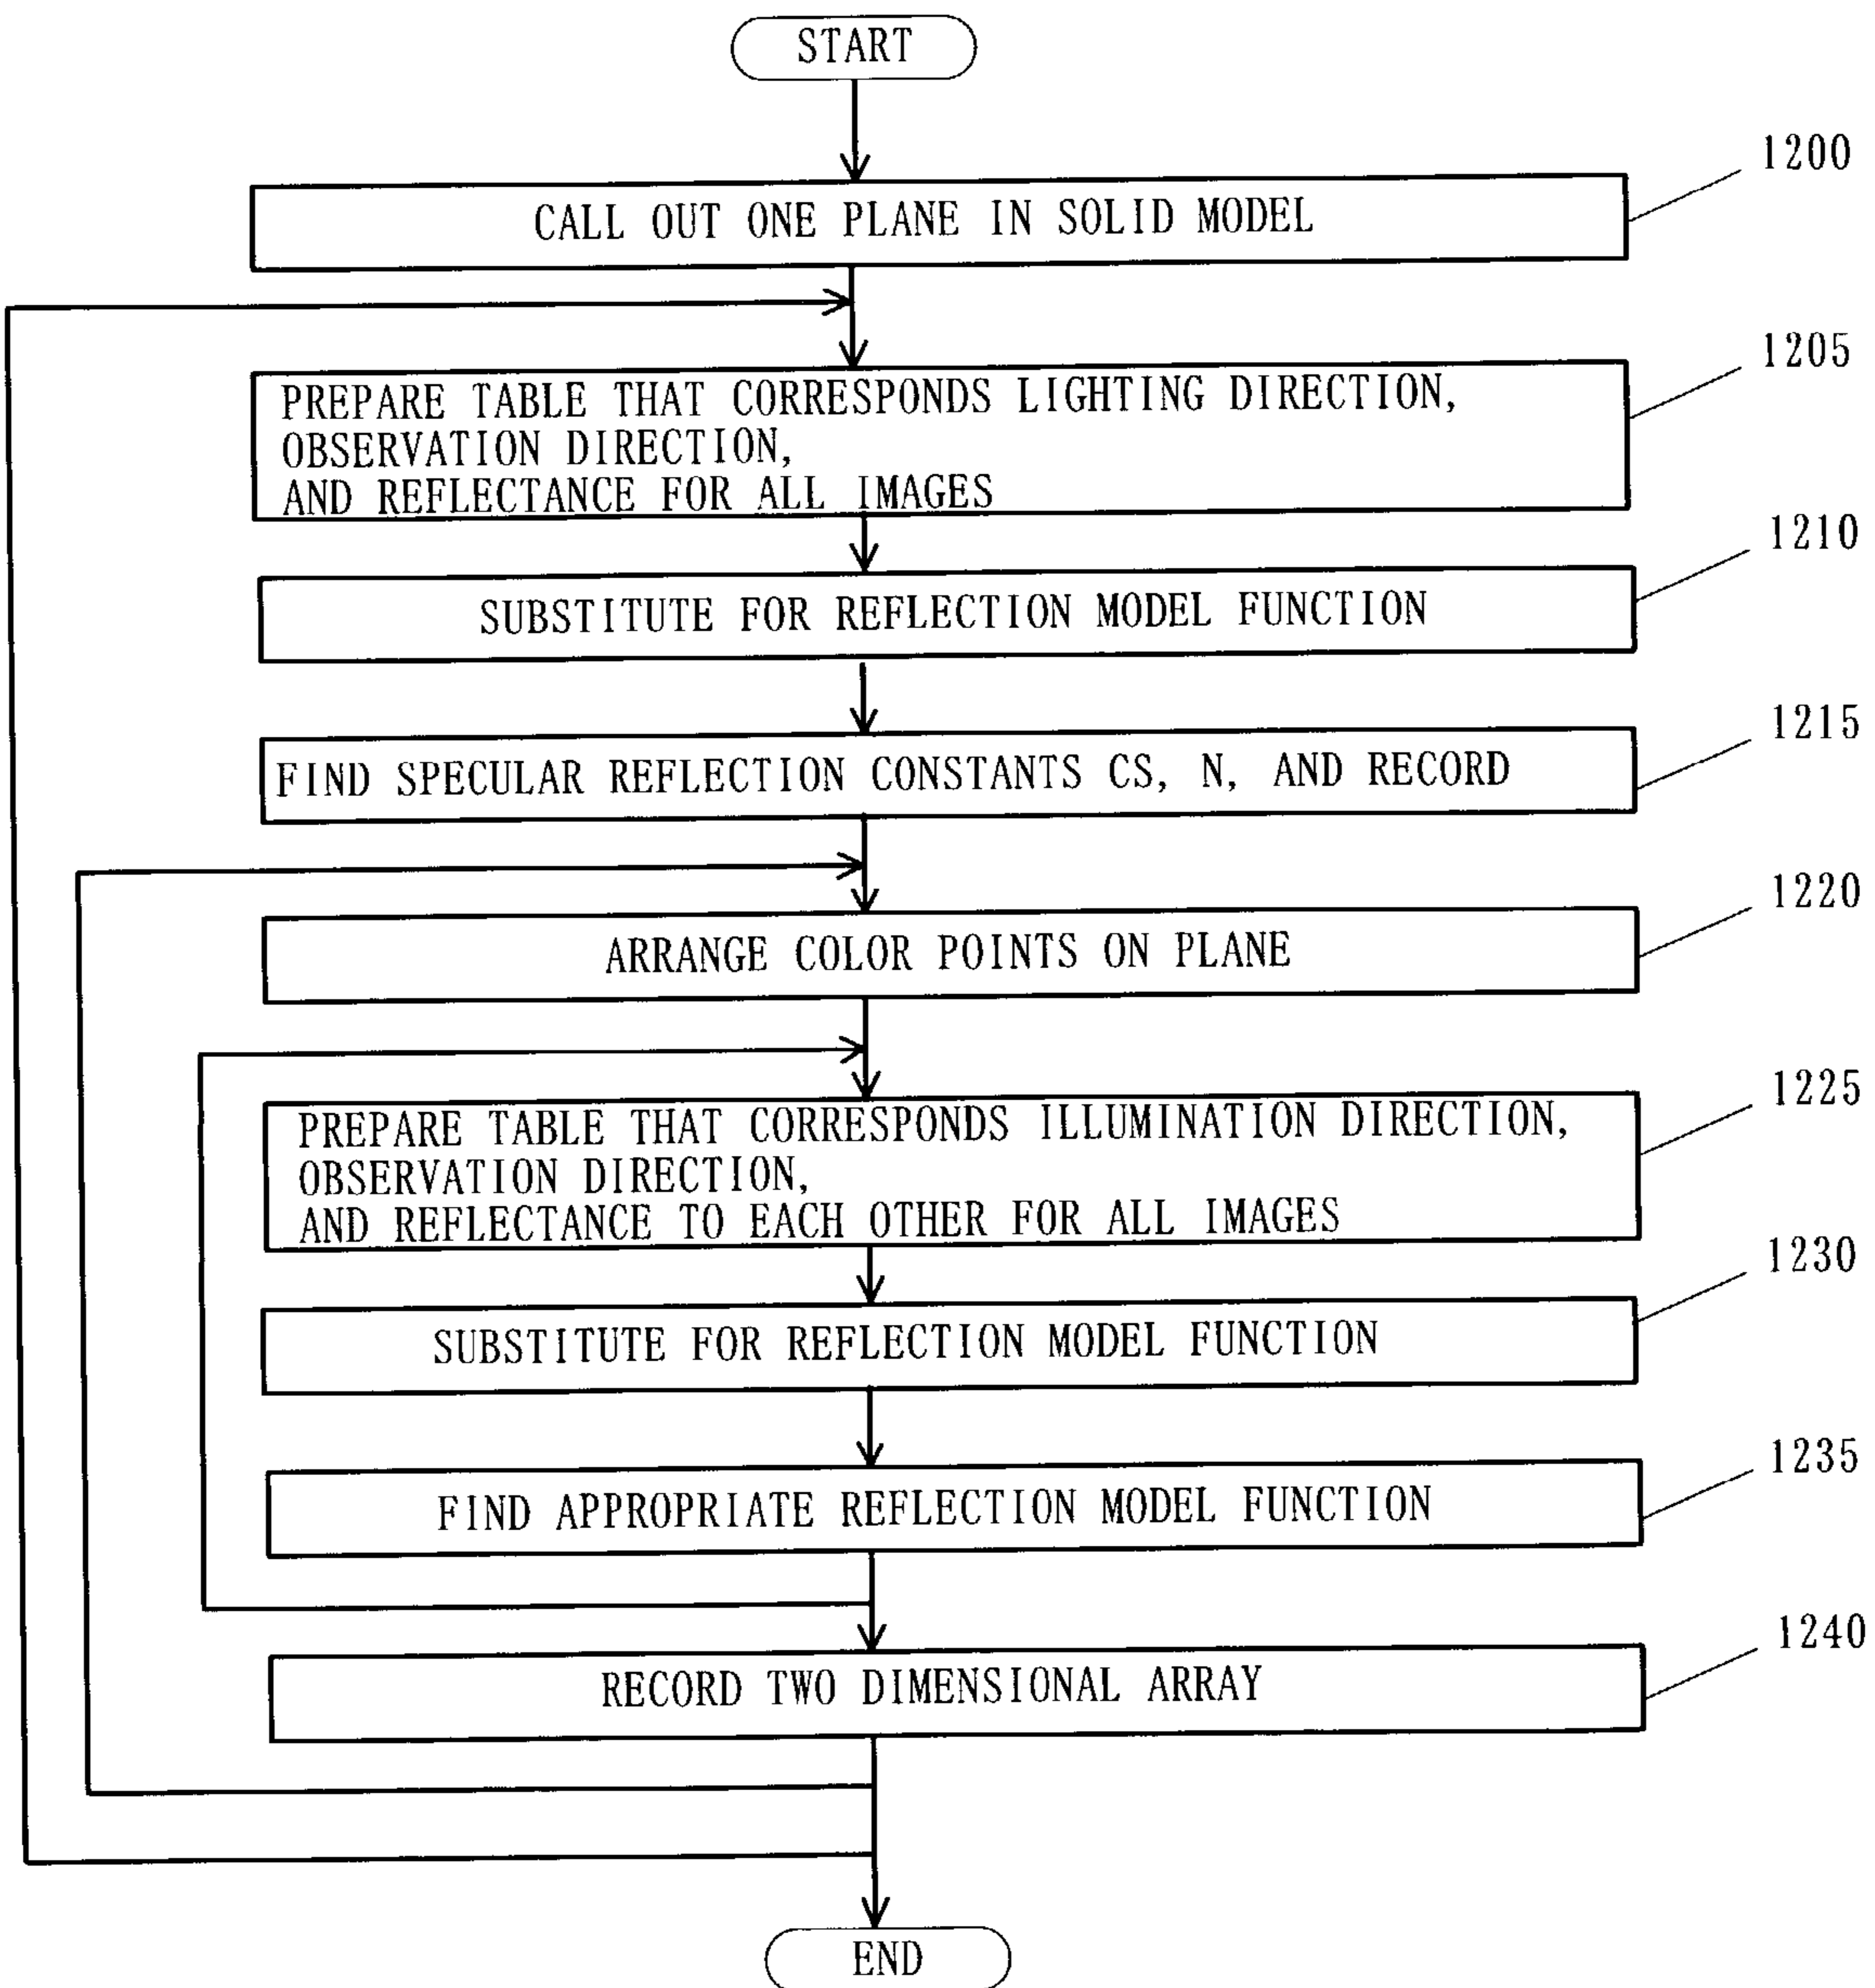 START
1200
CALL OUT ONE PLANE IN SOLID MODEL
1205
PREPARE TABLE THAT CORRESPONDS LIGHTING DIRECTION,
OBSERVATION DIRECTION,
AND REFLECTANCE FOR ALL IMAGES
1210
SUBSTITUTE FOR REFLECTION MODEL FUNCTION
1215
FIND SPECULAR REFLECTION CONSTANTS CS, N, AND RECORD
1220
ARRANGE COLOR POINTS ON PLANE
1225
PREPARE TABLE THAT CORRESPONDS ILLUMINATION DIRECTION,
OBSERVATION DIRECTION,
AND REFLECTANCE TO EACH OTHER FOR ALL IMAGES
1230
SUBSTITUTE FOR REFLECTION MODEL FUNCTION
1235
FIND APPROPRIATE REFLECTION MODEL FUNCTION
1240
RECORD TWO DIMENSIONAL ARRAY
END